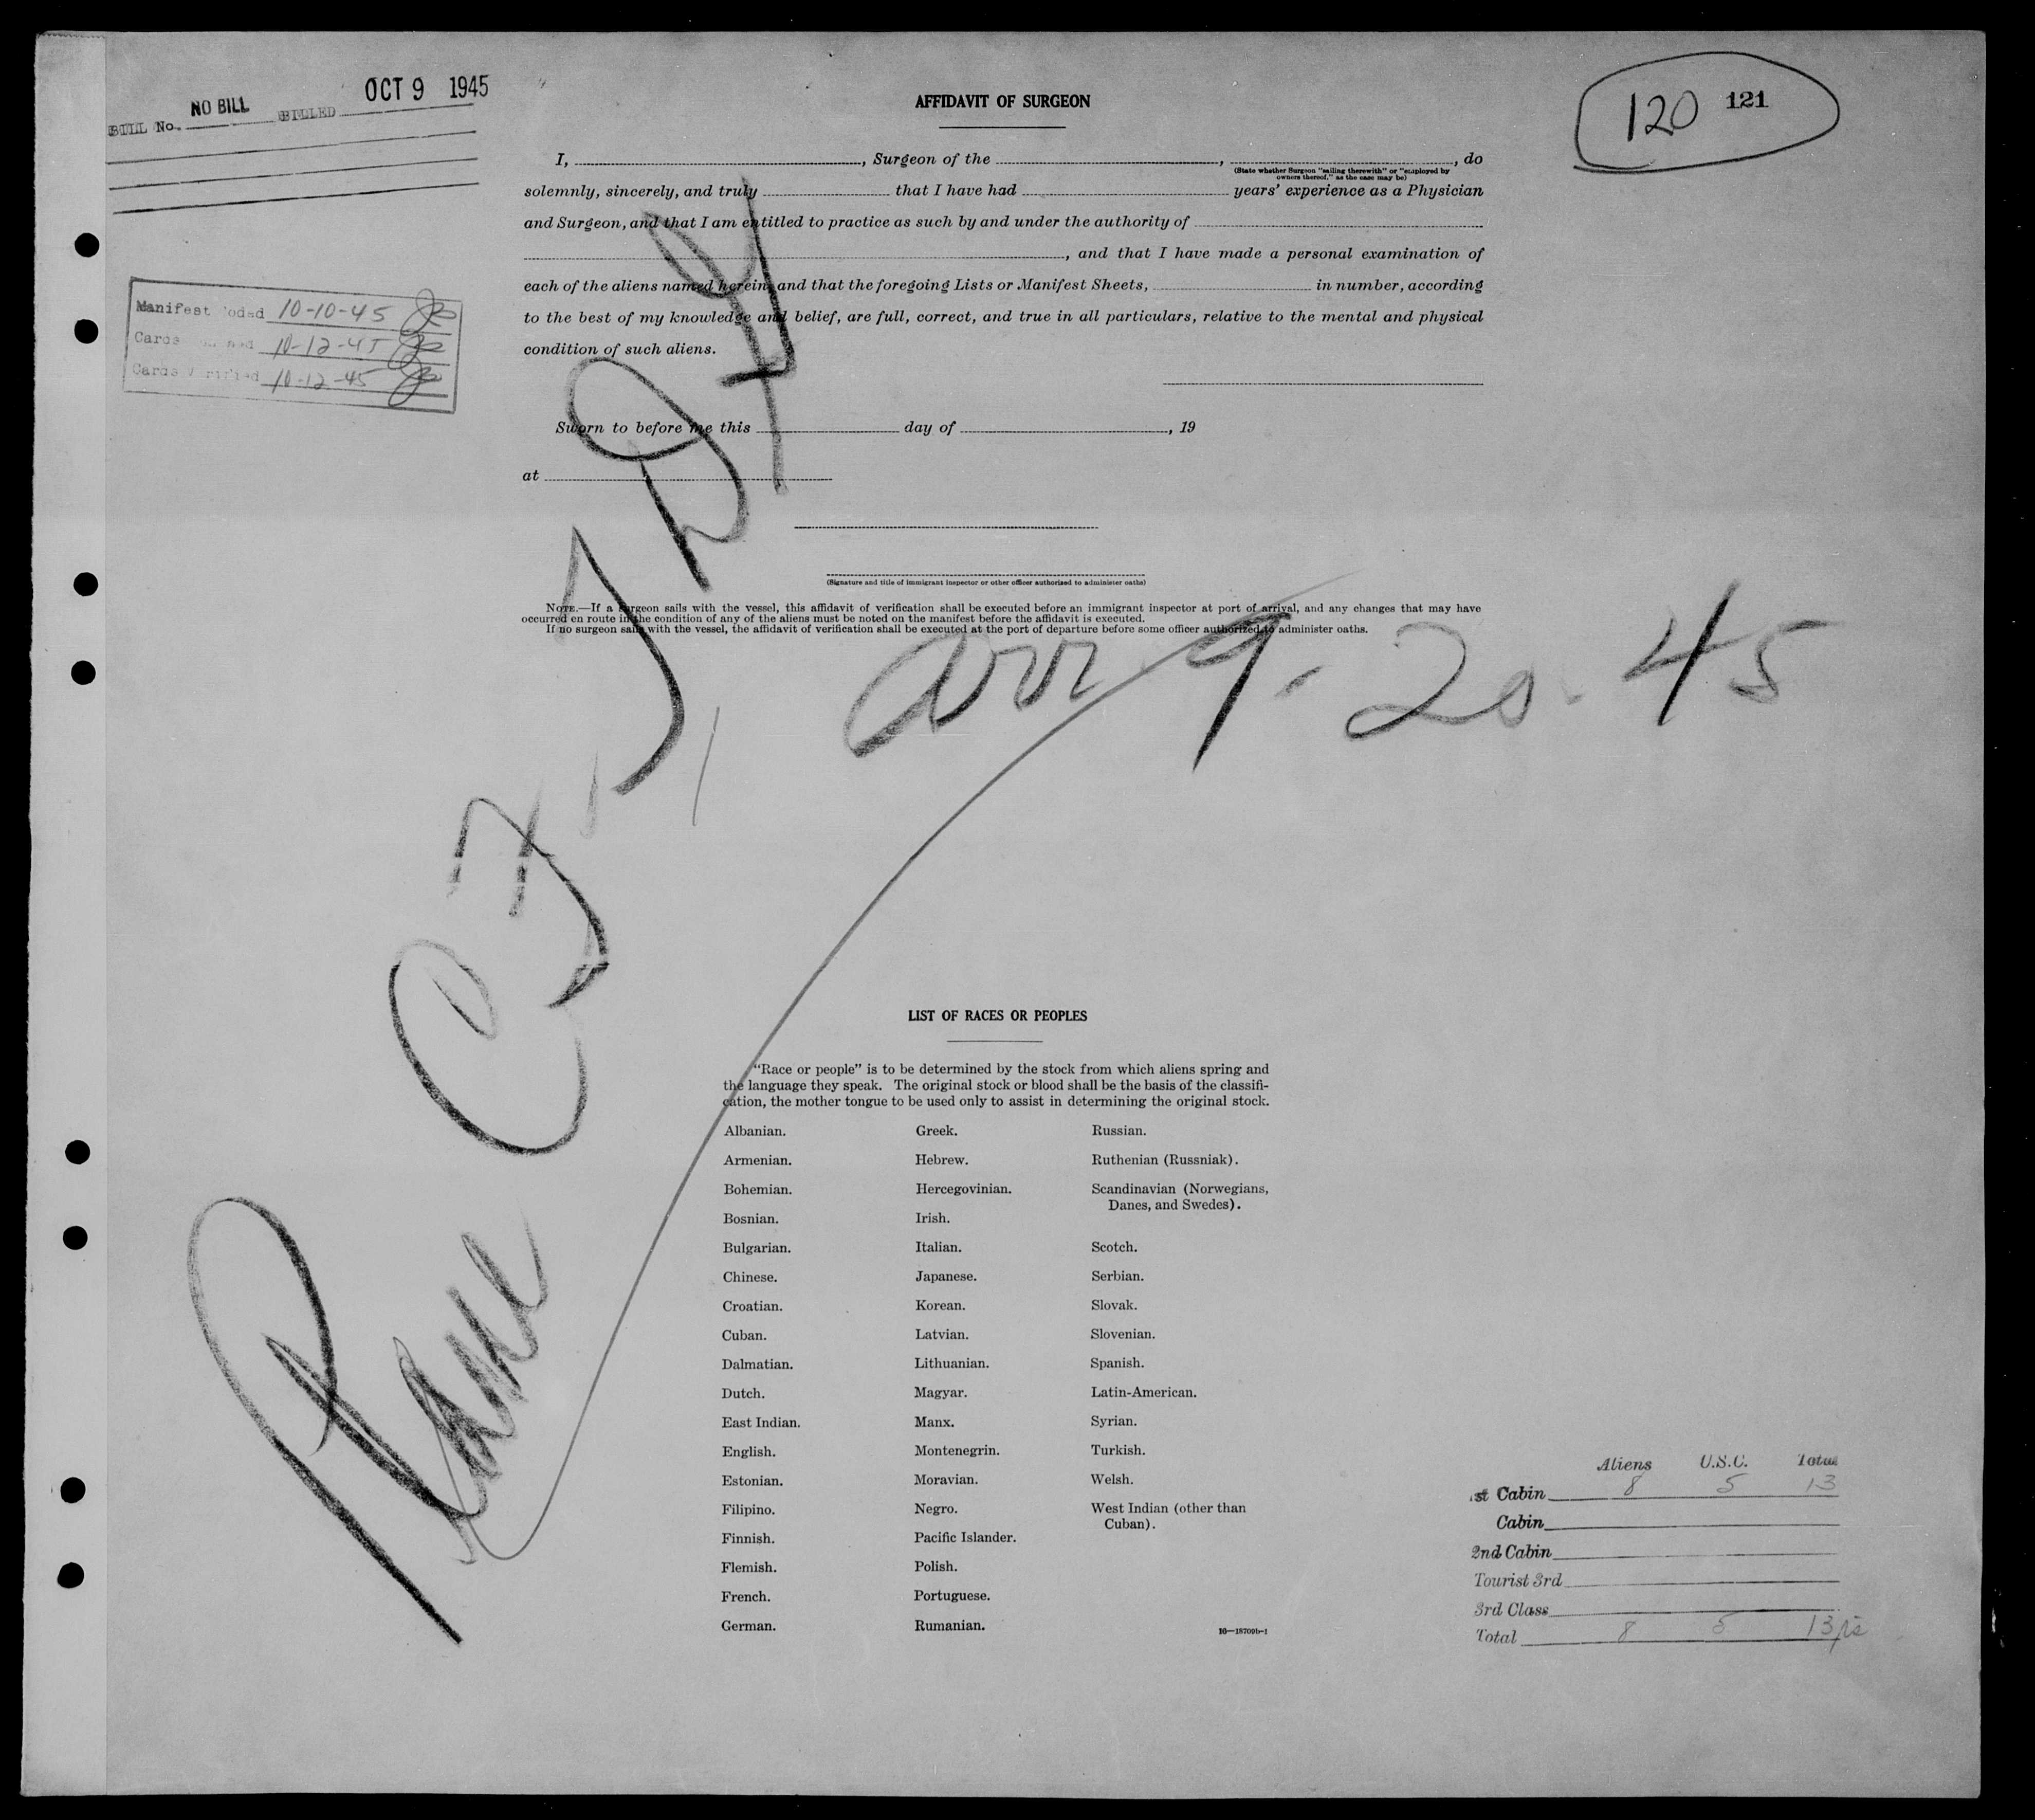 BILL No. NO BILL BILLED OCT 9 1945
120 121
AFFIDAVIT OF SURGEON
I, , Surgeon of the , , do
(State whether Surgeon "sailing therewith" or "employed by
owners thereof," as the case may be)
solemnly, sincerely, and truly that I have had years' experience as a Physician
and Surgeon, and that I am entitled to practice as such by and under the authority of
, and that I have made a personal examination of
each of the aliens named herein, and that the foregoing Lists or Manifest Sheets, in number, according
to the best of my knowledge and belief, are full, correct, and true in all particulars, relative to the mental and physical
condition of such aliens.
Manifest 10-10-45
Cards 10-12-45
Cards Verified 10-12-45
Sworn to before me this day of , 19
at
(Signature and title of immigrant inspector or other officer authorized to administer oaths)
NOTE.—If a surgeon sails with the vessel, this affidavit of verification shall be executed before an immigrant inspector at port of arrival, and any changes that may have
occurred en route in the condition of any of the aliens must be noted on the manifest before the affidavit is executed.
If no surgeon sails with the vessel, the affidavit of verification shall be executed at the port of departure before some officer authorized to administer oaths.
Plane CF-
arr 9-20-45
LIST OF RACES OR PEOPLES
"Race or people" is to be determined by the stock from which aliens spring and
the language they speak. The original stock or blood shall be the basis of the classifi-
cation, the mother tongue to be used only to assist in determining the original stock.
Albanian.
Armenian.
Bohemian.
Bosnian.
Bulgarian.
Chinese.
Croatian.
Cuban.
Dalmatian.
Dutch.
East Indian.
English.
Estonian.
Filipino.
Finnish.
Flemish.
French.
German.
Greek.
Hebrew.
Hercegovinian.
Irish.
Italian.
Japanese.
Korean.
Latvian.
Lithuanian.
Magyar.
Manx.
Montenegrin.
Moravian.
Negro.
Pacific Islander.
Polish.
Portuguese.
Rumanian.
Russian.
Ruthenian (Russniak).
Scandinavian (Norwegians,
Danes, and Swedes).
Scotch.
Serbian.
Slovak.
Slovenian.
Spanish.
Latin-American.
Syrian.
Turkish.
Welsh.
West Indian (other than
Cuban).
16—18709b-1
Aliens U.S.C. Total
1st Cabin 8 5 13
Cabin
2nd Cabin
Tourist 3rd
3rd Class
Total 8 5 13